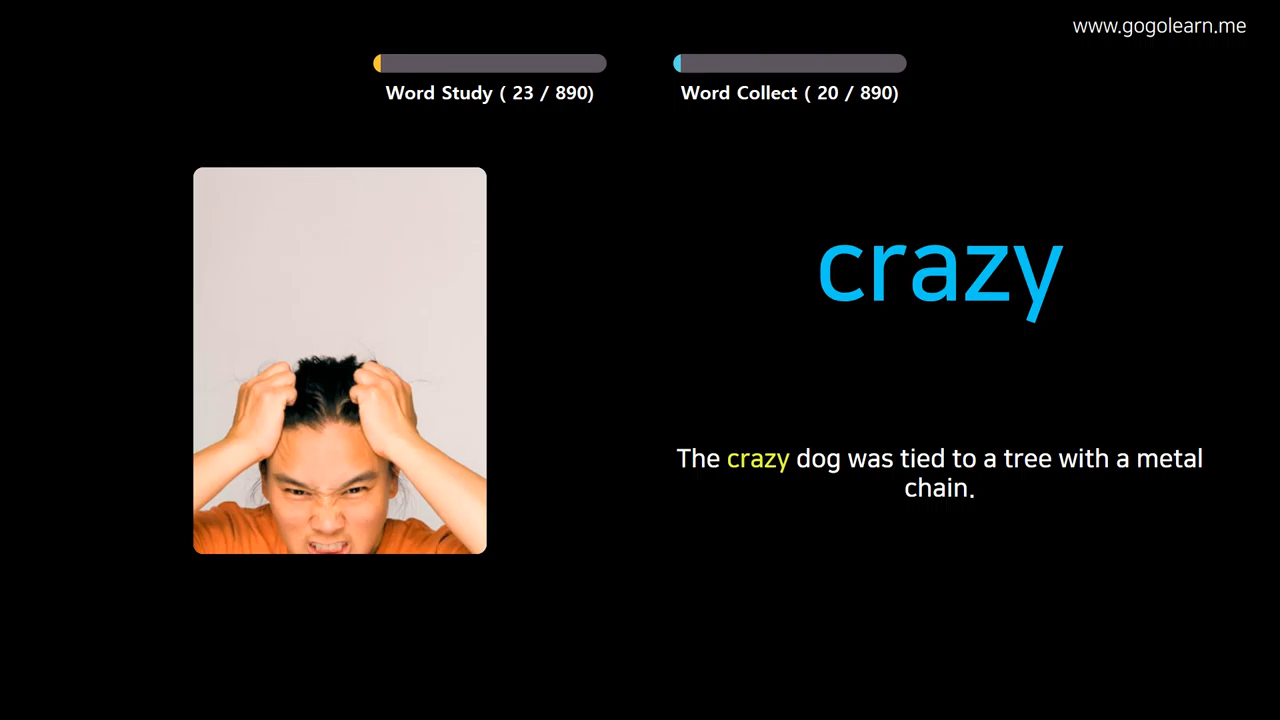 www.gogolearn.me
Word Study ( 23 / 890)
Word Collect ( 20 / 890)
crazy
The crazy dog was tied to a tree with a metal
chain.